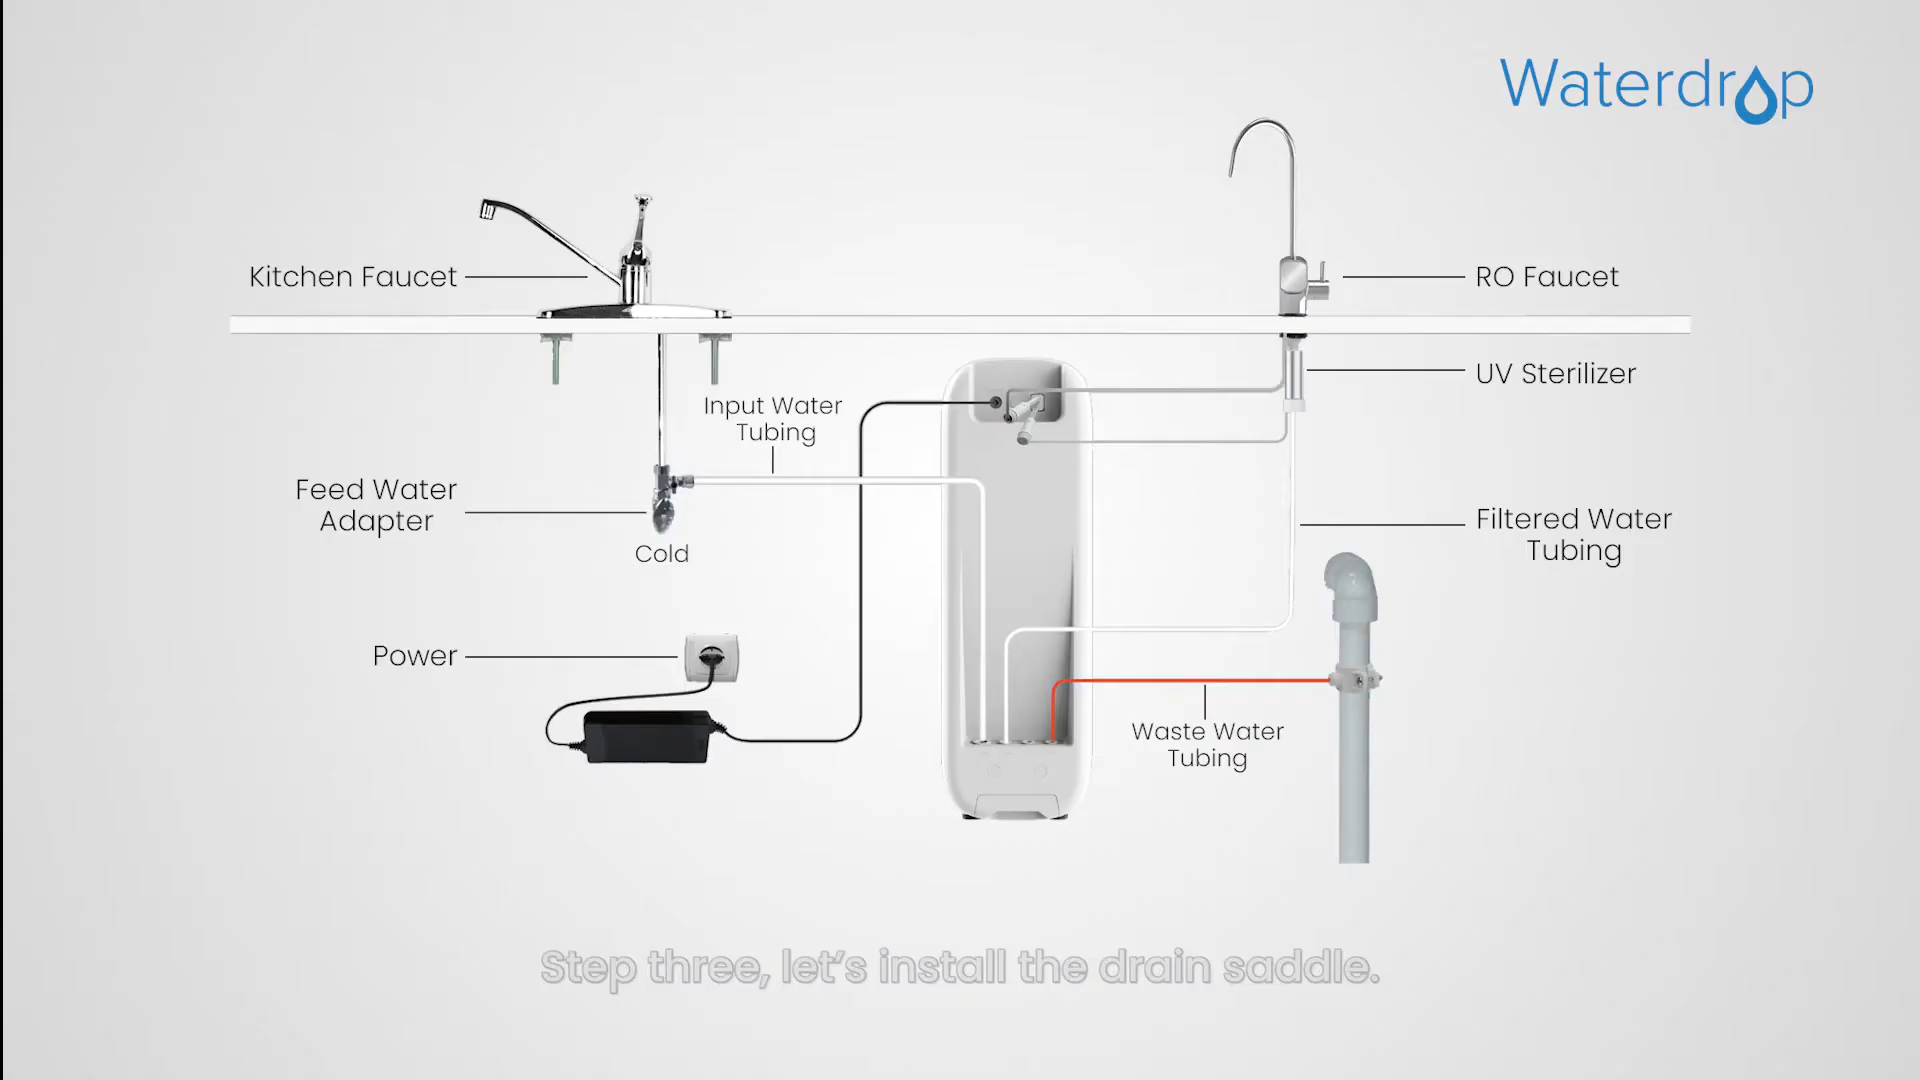 Waterdrop
Kitchen Faucet
RO Faucet
UV Sterilizer
Input Water
Tubing
Feed Water
Adapter
Cold
Filtered Water
Tubing
Power
Waste Water
Tubing
Step three, let's install the drain saddle.